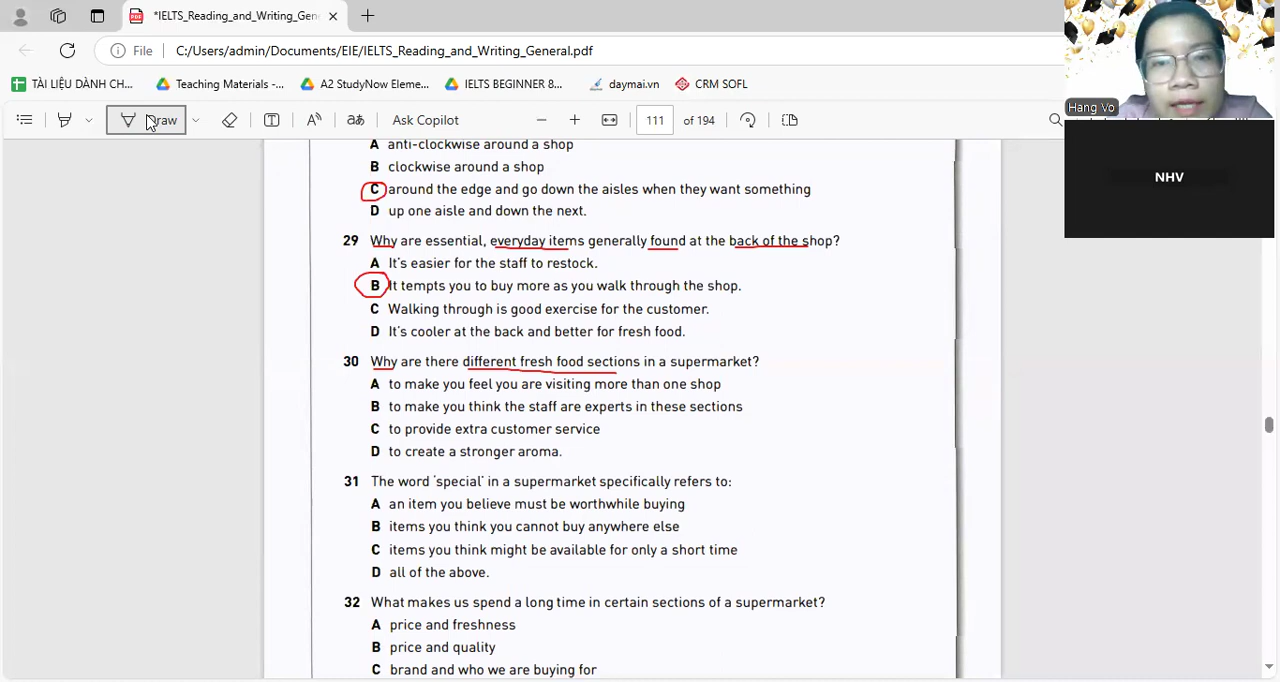 *IELTS_Reading_and_Writing_Gen
File C:/Users/admin/Documents/EIE/IELTS_Reading_and_Writing_General.pdf
TÀI LIỆU DÀNH CH... Teaching Materials -... A2 StudyNow Eleme... IELTS BEGINNER 8... daymai.vn CRM SOFL
Draw Ask Copilot 111 of 194
Hang Vo
NHV
A anti-clockwise around a shop
B clockwise around a shop
C around the edge and go down the aisles when they want something
D up one aisle and down the next.
29 Why are essential, everyday items generally found at the back of the shop?
A It's easier for the staff to restock.
B It tempts you to buy more as you walk through the shop.
C Walking through is good exercise for the customer.
D It's cooler at the back and better for fresh food.
30 Why are there different fresh food sections in a supermarket?
A to make you feel you are visiting more than one shop
B to make you think the staff are experts in these sections
C to provide extra customer service
D to create a stronger aroma.
31 The word 'special' in a supermarket specifically refers to:
A an item you believe must be worthwhile buying
B items you think you cannot buy anywhere else
C items you think might be available for only a short time
D all of the above.
32 What makes us spend a long time in certain sections of a supermarket?
A price and freshness
B price and quality
C brand and who we are buying for